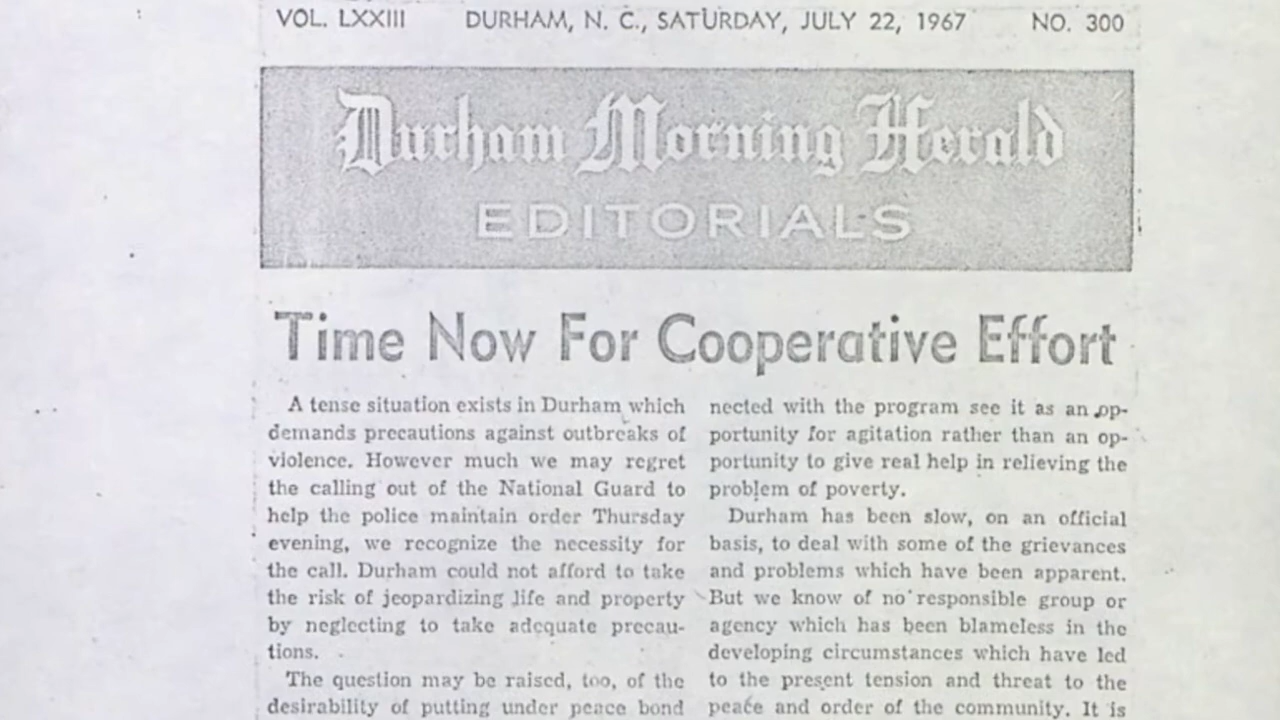 VOL. LXXIII DURHAM, N. C., SATURDAY, JULY 22, 1967 NO. 300
Durham Morning Herald
EDITORIALS
Time Now For Cooperative Effort
A tense situation exists in Durham which
demands precautions against outbreaks of
violence. However much we may regret
the calling out of the National Guard to
help the police maintain order Thursday
evening, we recognize the necessity for
the call. Durham could not afford to take
the risk of jeopardizing life and property
by neglecting to take adequate precau-
tions.
The question may be raised, too, of the
desirability of putting under peace bond
nected with the program see it as an op-
portunity for agitation rather than an op-
portunity to give real help in relieving the
problem of poverty.
Durham has been slow, on an official
basis, to deal with some of the grievances
and problems which have been apparent.
But we know of no responsible group or
agency which has been blameless in the
developing circumstances which have led
to the present tension and threat to the
peace and order of the community. It is